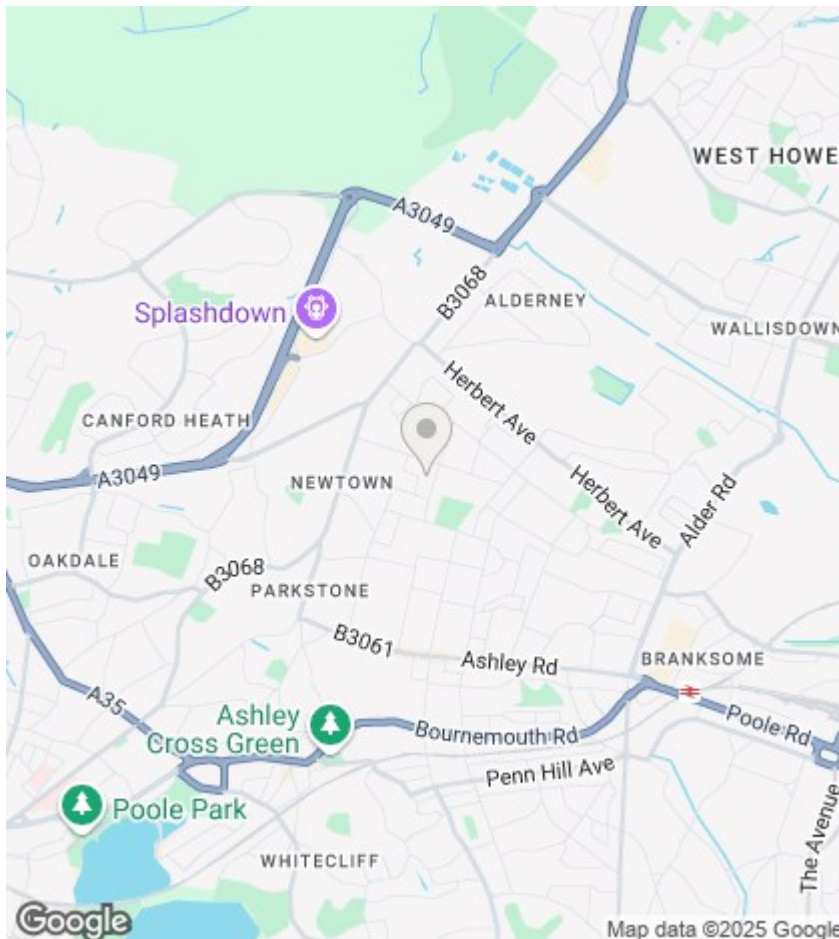 WEST HOWE
A3049
B3068
ALDERNEY
Splashdown
WALLISDOWN
Herbert Ave
CANFORD HEATH
A3049
NEWTOWN
Herbert Ave
Alder Rd
OAKDALE
B3068
PARKSTONE
B3061
Ashley Rd
BRANKSOME
A35
Ashley
Cross Green
Bournemouth Rd
Poole Rd
Penn Hill Ave
Poole Park
The Avenue
WHITECLIFF
Google
Map data ©2025 Google